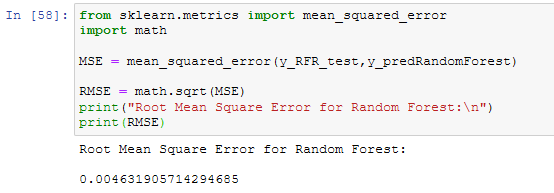 In [58]: from sklearn.metrics import mean_squared_error
import math
MSE = mean_squared_error(y_RFR_test,y_predRandomForest)
RMSE = math.sqrt(MSE)
print("Root Mean Square Error for Random Forest:\n")
print(RMSE)
Root Mean Square Error for Random Forest:
0.004631905714294685